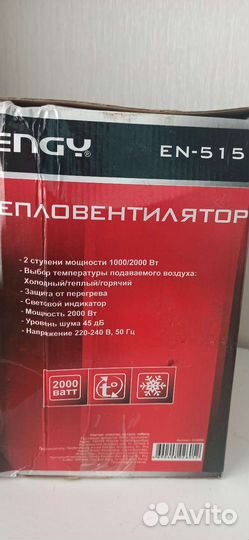 ENGY®
EN-515
ЕПЛОВЕНТИЛЯТОР
- 2 ступени мощности 1000/2000 Вт
- Выбор температуры подаваемого воздуха:
Холодный/теплый/горячий
- Защита от перегрева
- Световой индикатор
- Мощность 2000 Вт
- Уровень шума 45 дБ
- Напряжение 220-240 В, 50 Гц
2000
ВАТТ
Avito